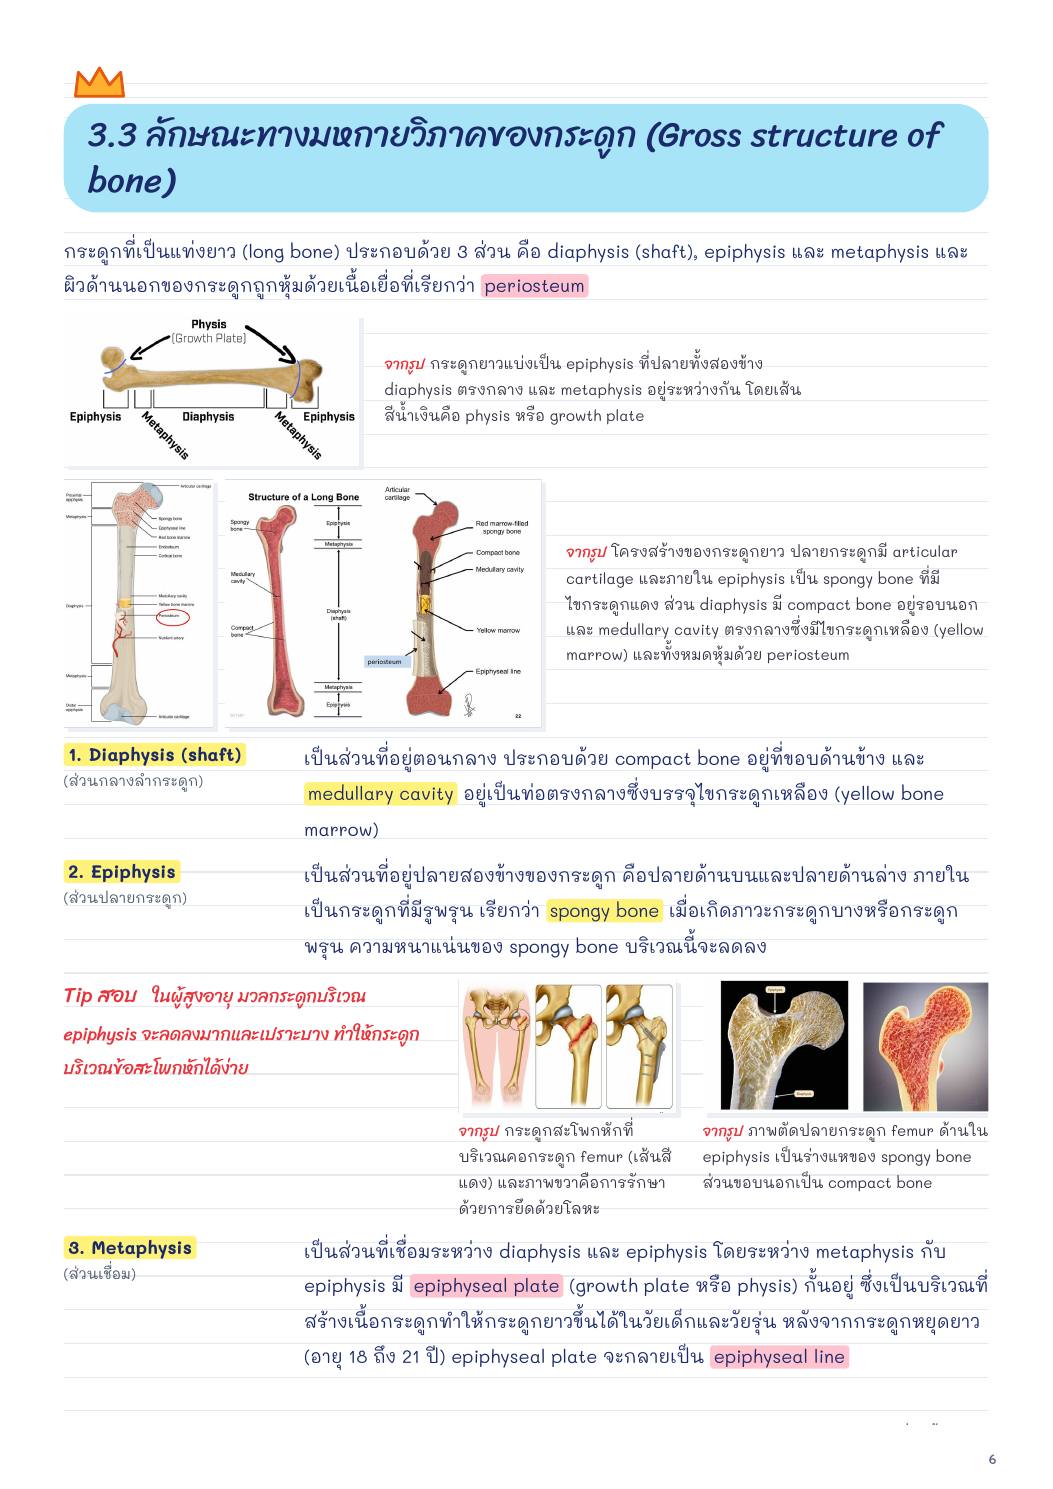 3.3 ลักษณะทางมหกายวิภาคของกระดูก (Gross structure of
bone)
กระดูกที่เป็นแท่งยาว (long bone) ประกอบด้วย 3 ส่วน คือ diaphysis (shaft), epiphysis และ metaphysis และ
ผิวด้านนอกของกระดูกถูกหุ้มด้วยเนื้อเยื่อที่เรียกว่า periosteum
Physis
(Growth Plate)
Epiphysis
Metaphysis
Diaphysis
Metaphysis
Epiphysis
จากรูป กระดูกยาวแบ่งเป็น epiphysis ที่ปลายทั้งสองข้าง
diaphysis ตรงกลาง และ metaphysis อยู่ระหว่างกัน โดยเส้น
สีน้ำเงินคือ physis หรือ growth plate
Proximal
epiphysis
Metaphysis
Diaphysis
Metaphysis
Distal
epiphysis
Articular cartilage
Spongy bone
Epiphyseal line
Red bone marrow
Endosteum
Cortical bone
Medullary cavity
Yellow bone marrow
Periosteum
Nutrient artery
Articular cartilage
Structure of a Long Bone
Spongy
bone
Medullary
cavity
Compact
bone
Epiphysis
Metaphysis
Diaphysis
(shaft)
Metaphysis
Epiphysis
Articular
cartilage
Red marrow-filled
spongy bone
Compact bone
Medullary cavity
Yellow marrow
periosteum
Epiphyseal line
22
จากรูป โครงสร้างของกระดูกยาว ปลายกระดูกมี articular
cartilage และภายใน epiphysis เป็น spongy bone ที่มี
ไขกระดูกแดง ส่วน diaphysis มี compact bone อยู่รอบนอก
และ medullary cavity ตรงกลางซึ่งมีไขกระดูกเหลือง (yellow
marrow) และทั้งหมดหุ้มด้วย periosteum
1. Diaphysis (shaft)
(ส่วนกลางลำกระดูก)
เป็นส่วนที่อยู่ตอนกลาง ประกอบด้วย compact bone อยู่ที่ขอบด้านข้าง และ
medullary cavity อยู่เป็นท่อตรงกลางซึ่งบรรจุไขกระดูกเหลือง (yellow bone
marrow)
2. Epiphysis
(ส่วนปลายกระดูก)
เป็นส่วนที่อยู่ปลายสองข้างของกระดูก คือปลายด้านบนและปลายด้านล่าง ภายใน
เป็นกระดูกที่มีรูพรุน เรียกว่า spongy bone เมื่อเกิดภาวะกระดูกบางหรือกระดูก
พรุน ความหนาแน่นของ spongy bone บริเวณนี้จะลดลง
Tip สอบ ในผู้สูงอายุ มวลกระดูกบริเวณ
epiphysis จะลดลงมากและเปราะบาง ทำให้กระดูก
บริเวณข้อสะโพกหักได้ง่าย
จากรูป กระดูกสะโพกหักที่
บริเวณคอกระดูก femur (เส้นสี
แดง) และภาพขวาคือการรักษา
ด้วยการยึดด้วยโลหะ
Epiphysis
Diaphysis
จากรูป ภาพตัดปลายกระดูก femur ด้านใน
epiphysis เป็นร่างแหของ spongy bone
ส่วนขอบนอกเป็น compact bone
3. Metaphysis
(ส่วนเชื่อม)
เป็นส่วนที่เชื่อมระหว่าง diaphysis และ epiphysis โดยระหว่าง metaphysis กับ
epiphysis มี epiphyseal plate (growth plate หรือ physis) กั้นอยู่ ซึ่งเป็นบริเวณที่
สร้างเนื้อกระดูกทำให้กระดูกยาวขึ้นได้ในวัยเด็กและวัยรุ่น หลังจากกระดูกหยุดยาว
(อายุ 18 ถึง 21 ปี) epiphyseal plate จะกลายเป็น epiphyseal line
6